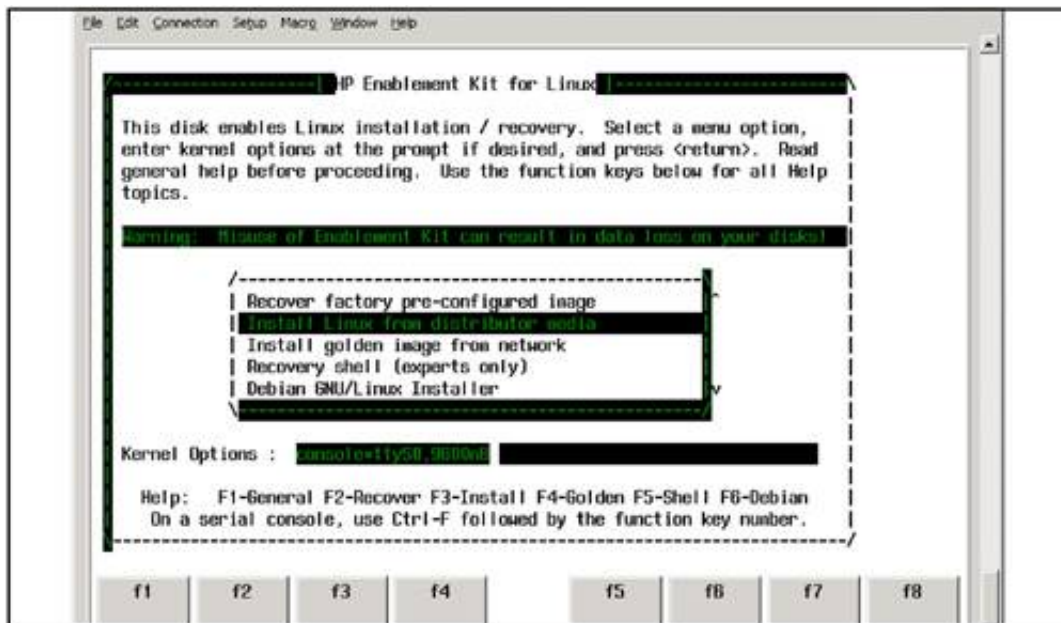 File Edit Connection Setup Macro Window Help
HP Enablement Kit for Linux
This disk enables Linux installation / recovery. Select a menu option,
enter kernel options at the prompt if desired, and press <return>. Read
general help before proceeding. Use the function keys below for all Help
topics.
Warning: Misuse of Enablement Kit can result in data loss on your disks!
Recover factory pre-configured image
Install Linux from distributor media
Install golden image from network
Recovery shell (experts only)
Debian GNU/Linux Installer
Kernel Options : console=ttyS0,9600n8
Help: F1-General F2-Recover F3-Install F4-Golden F5-Shell F6-Debian
On a serial console, use Ctrl-F followed by the function key number.
f1 f2 f3 f4 f5 f6 f7 f8